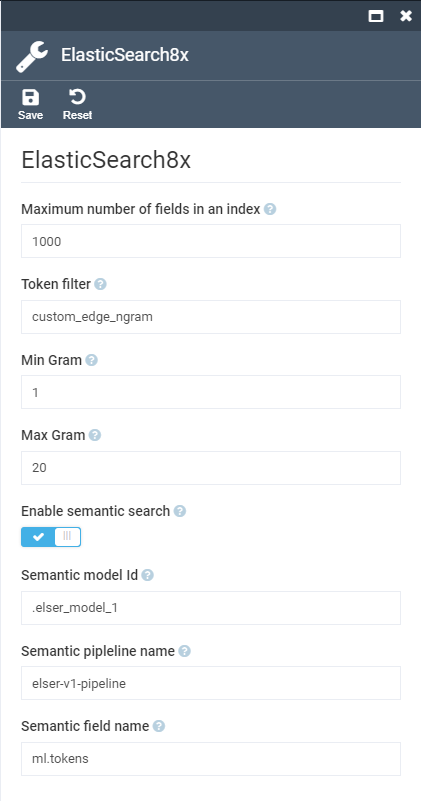 ElasticSearch8x
Save Reset
ElasticSearch8x
Maximum number of fields in an index ?
1000
Token filter ?
custom_edge_ngram
Min Gram ?
1
Max Gram ?
20
Enable semantic search ?
Semantic model Id ?
.elser_model_1
Semantic pipleline name ?
elser-v1-pipeline
Semantic field name ?
ml.tokens